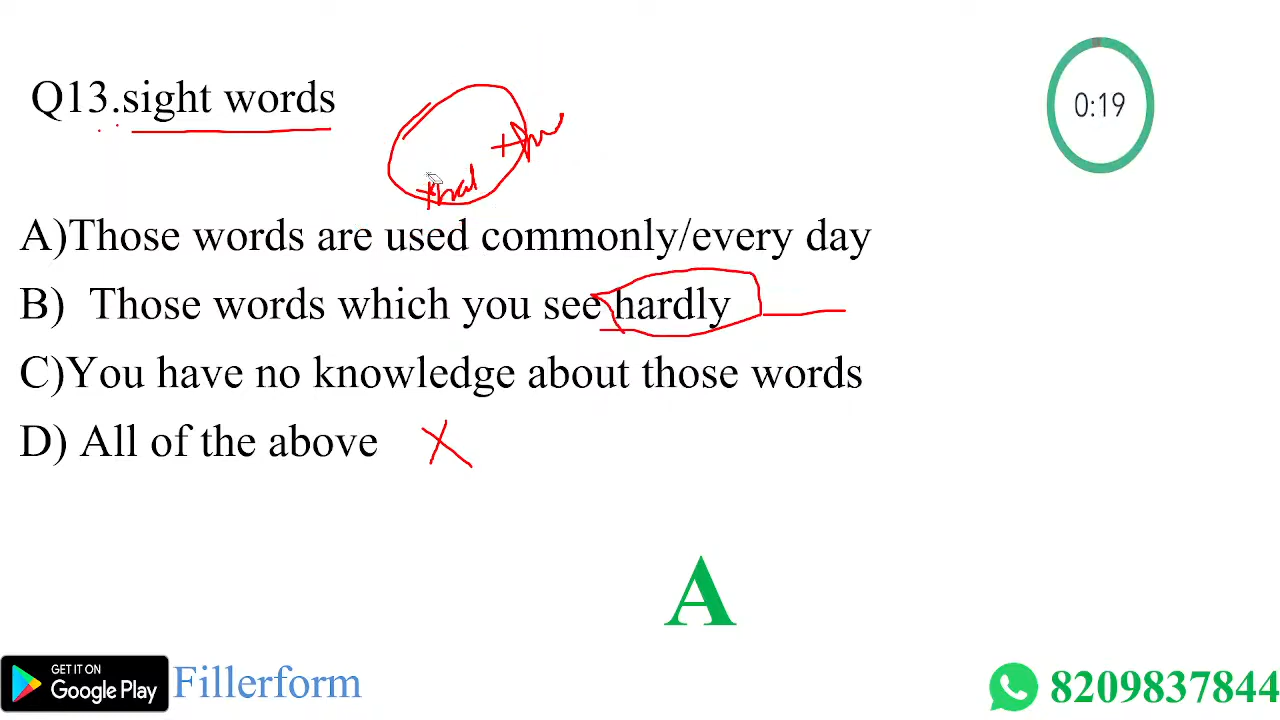 Q13.sight words
0:19
A)Those words are used commonly/every day
B) Those words which you see hardly
C)You have no knowledge about those words
D) All of the above
A
GET IT ON
Google Play
Fillerform
8209837844